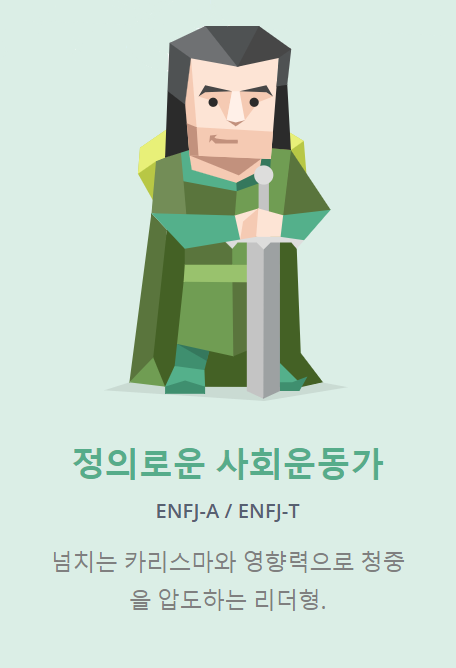 정의로운 사회운동가
ENFJ-A / ENFJ-T
넘치는 카리스마와 영향력으로 청중
을 압도하는 리더형.